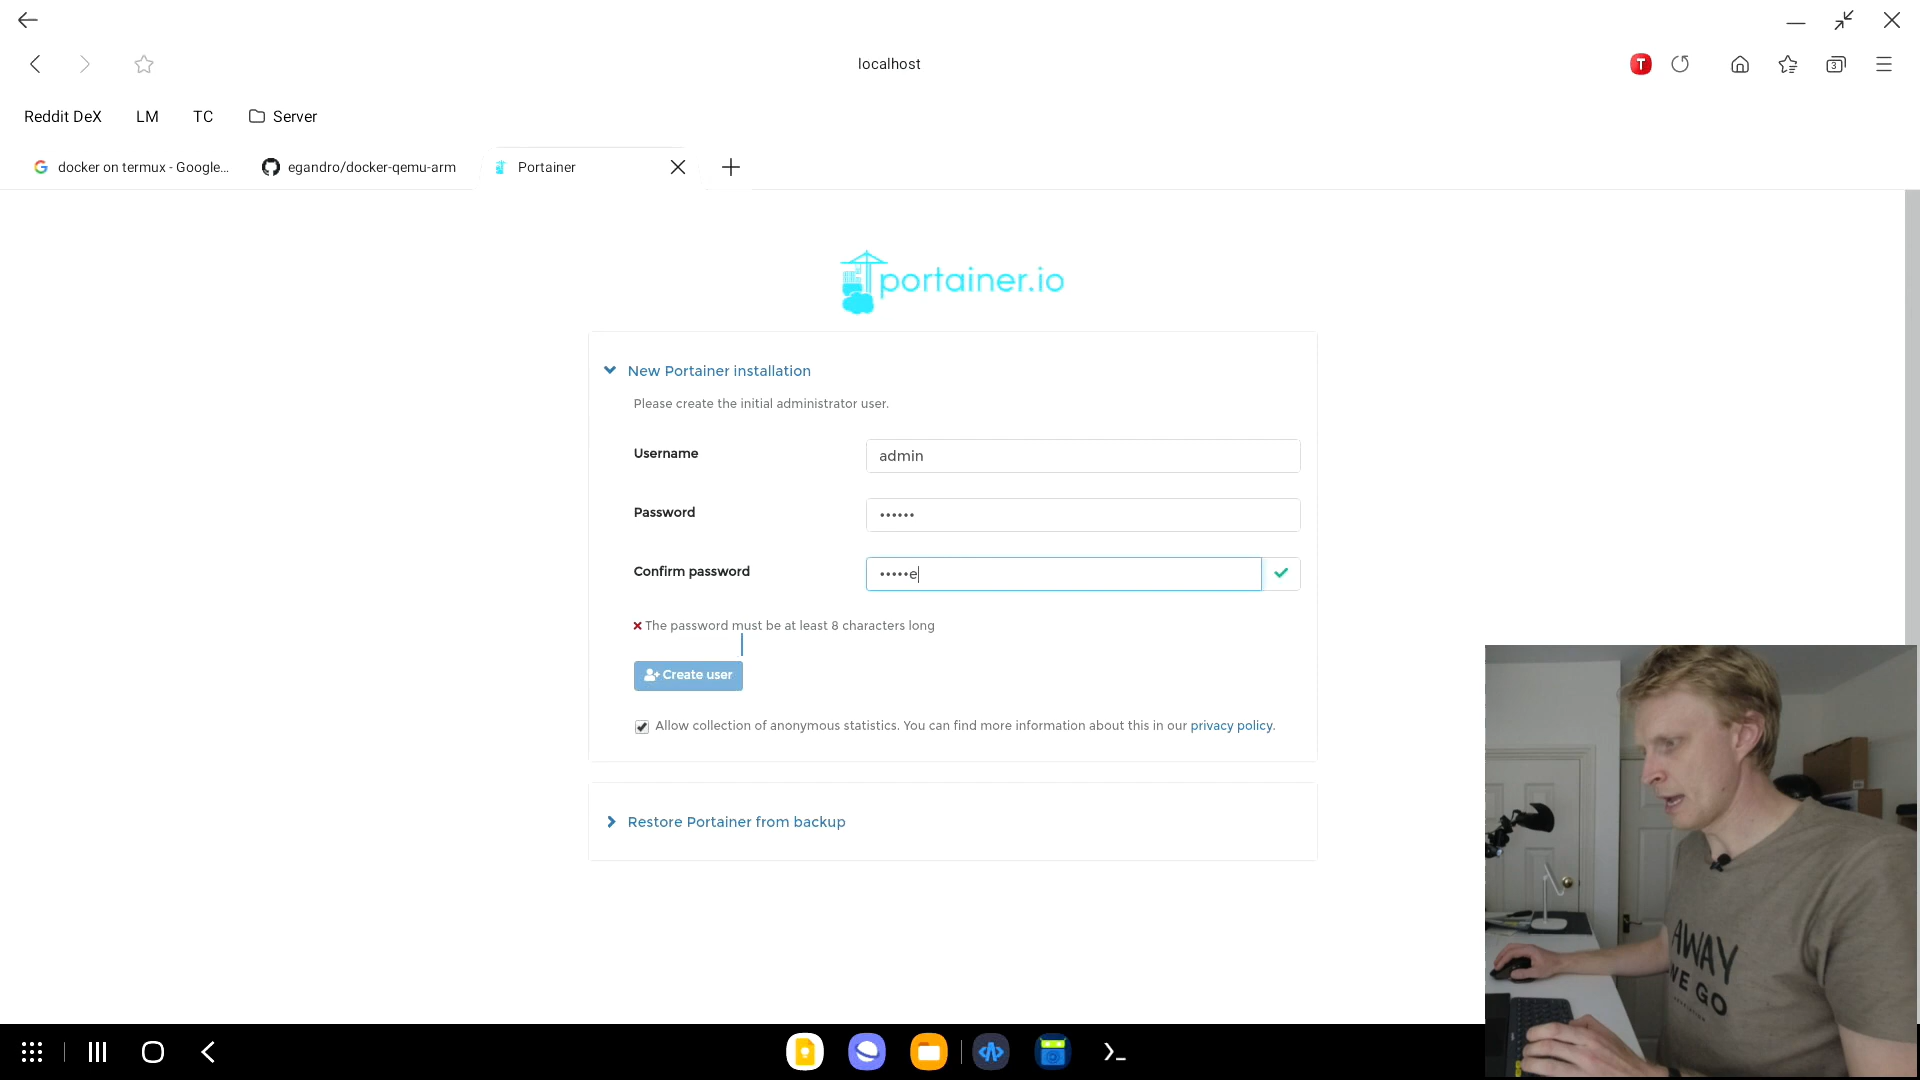 localhost
T
3
Reddit DeX
LM
TC
Server
docker on termux - Google...
egandro/docker-qemu-arm
Portainer
portainer.io
New Portainer installation
Please create the initial administrator user.
Username
admin
Password
••••••
Confirm password
•••••e
The password must be at least 8 characters long
Create user
Allow collection of anonymous statistics. You can find more information about this in our privacy policy.
Restore Portainer from backup
AWAY
WE GO